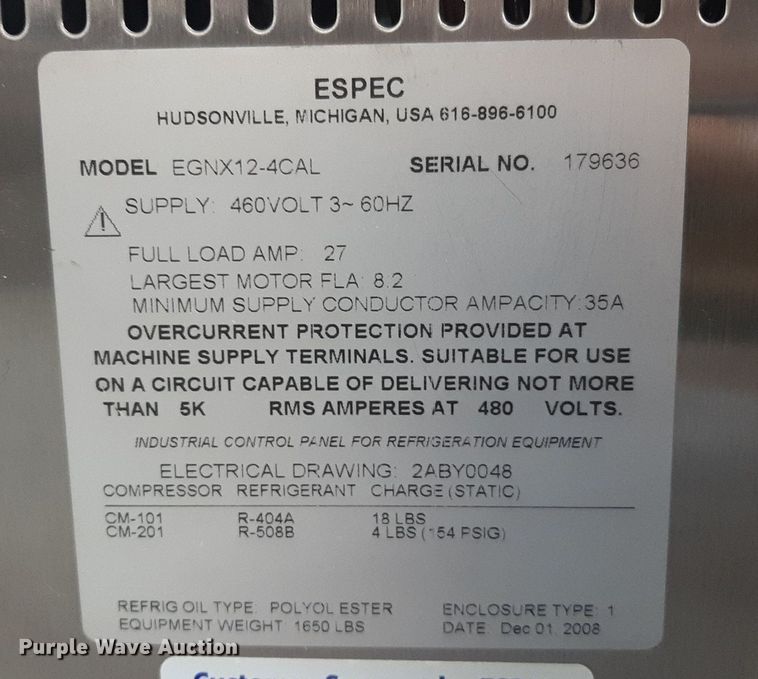 ESPEC
HUDSONVILLE, MICHIGAN, USA 616-896-6100
MODEL EGNX12-4CAL SERIAL NO. 179636
SUPPLY: 460VOLT 3~ 60HZ
FULL LOAD AMP: 27
LARGEST MOTOR FLA: 8.2
MINIMUM SUPPLY CONDUCTOR AMPACITY: 35A
OVERCURRENT PROTECTION PROVIDED AT
MACHINE SUPPLY TERMINALS. SUITABLE FOR USE
ON A CIRCUIT CAPABLE OF DELIVERING NOT MORE
THAN 5K RMS AMPERES AT 480 VOLTS.
INDUSTRIAL CONTROL PANEL FOR REFRIGERATION EQUIPMENT
ELECTRICAL DRAWING: 2ABY0048
COMPRESSOR REFRIGERANT CHARGE (STATIC)
CM-101 R-404A 18 LBS
CM-201 R-508B 4 LBS (154 PSIG)
REFRIG OIL TYPE: POLYOL ESTER ENCLOSURE TYPE: 1
EQUIPMENT WEIGHT: 1650 LBS DATE: Dec 01, 2008
Purple Wave Auction